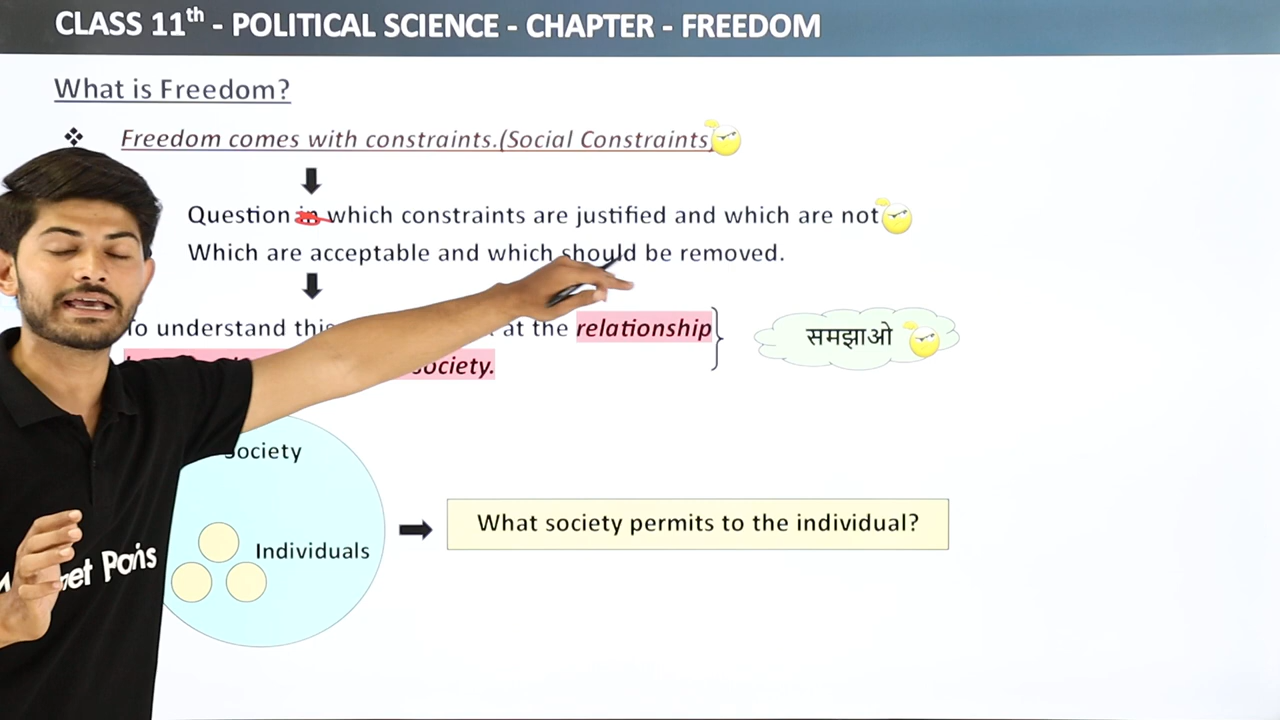 CLASS 11th - POLITICAL SCIENCE - CHAPTER - FREEDOM
What is Freedom?
Freedom comes with constraints.(Social Constraints)
Question in which constraints are justified and which are not
Which are acceptable and which should be removed.
To understand this at the relationship
society.
समझाओ
Society
Individuals
What society permits to the individual?